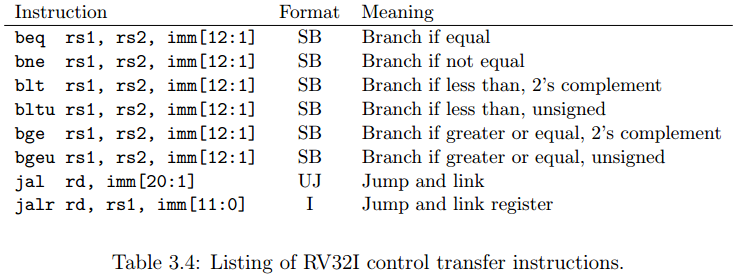 Instruction Format Meaning
beq rs1, rs2, imm[12:1] SB Branch if equal
bne rs1, rs2, imm[12:1] SB Branch if not equal
blt rs1, rs2, imm[12:1] SB Branch if less than, 2's complement
bltu rs1, rs2, imm[12:1] SB Branch if less than, unsigned
bge rs1, rs2, imm[12:1] SB Branch if greater or equal, 2's complement
bgeu rs1, rs2, imm[12:1] SB Branch if greater or equal, unsigned
jal rd, imm[20:1] UJ Jump and link
jalr rd, rs1, imm[11:0] I Jump and link register
Table 3.4: Listing of RV32I control transfer instructions.